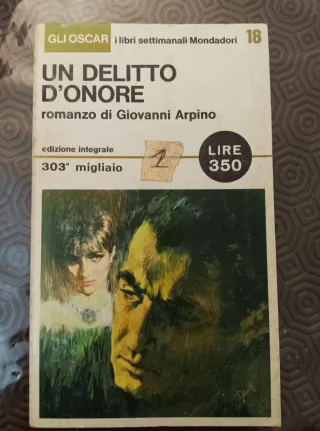 GLI OSCAR i libri settimanali Mondadori 18
UN DELITTO
D'ONORE
romanzo di Giovanni Arpino
edizione integrale
303° migliaio
1
LIRE
350